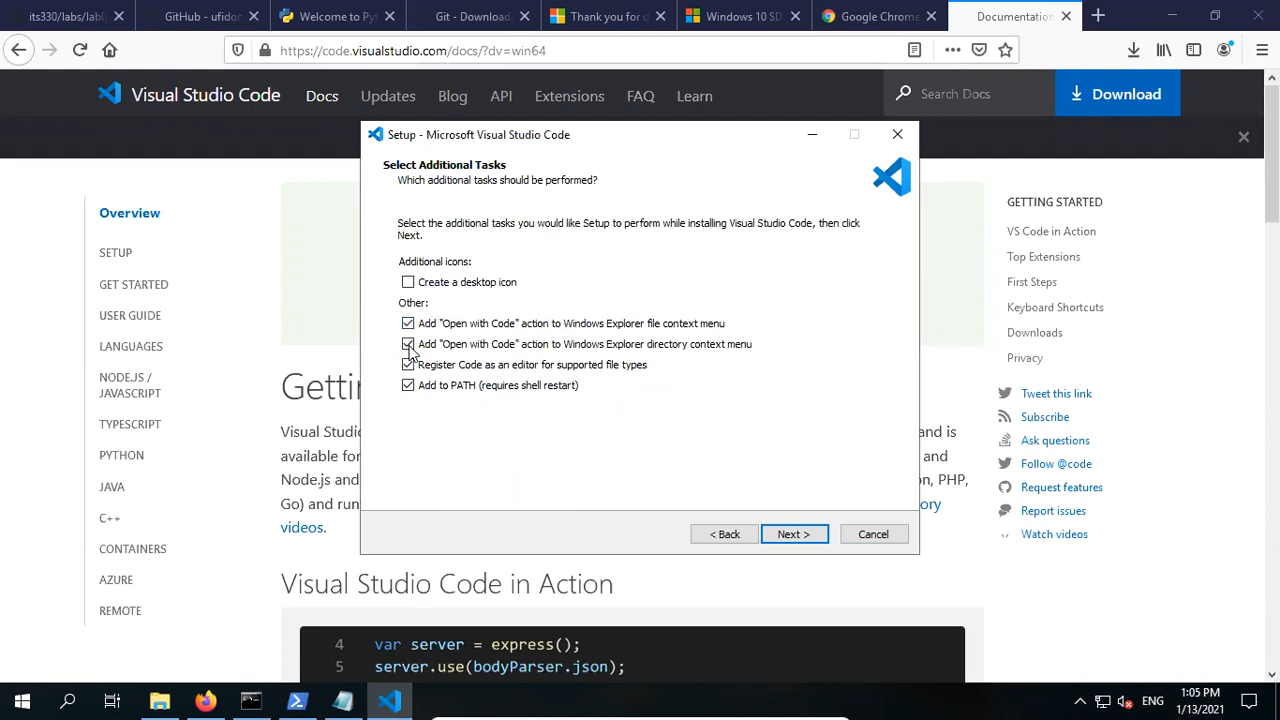 its330/labs/lab0
GitHub - ufidon
Welcome to Pyt
Git - Download
Thank you for d
Windows 10 SD
Google Chrome
Documentation
https://code.visualstudio.com/docs/?dv=win64
Visual Studio Code
Docs
Updates
Blog
API
Extensions
FAQ
Learn
Search Docs
Download
Setup - Microsoft Visual Studio Code
Select Additional Tasks
Which additional tasks should be performed?
Select the additional tasks you would like Setup to perform while installing Visual Studio Code, then click
Next.
Additional icons:
Create a desktop icon
Other:
Add "Open with Code" action to Windows Explorer file context menu
Add "Open with Code" action to Windows Explorer directory context menu
Register Code as an editor for supported file types
Add to PATH (requires shell restart)
< Back
Next >
Cancel
Overview
SETUP
GET STARTED
USER GUIDE
LANGUAGES
NODE.JS /
JAVASCRIPT
TYPESCRIPT
PYTHON
JAVA
C++
CONTAINERS
AZURE
REMOTE
Getti
Visual Studi
and is
available for
and
Node.js and
on, PHP,
Go) and run
ory
videos.
Visual Studio Code in Action
4 var server = express();
5 server.use(bodyParser.json);
GETTING STARTED
VS Code in Action
Top Extensions
First Steps
Keyboard Shortcuts
Downloads
Privacy
Tweet this link
Subscribe
Ask questions
Follow @code
Request features
Report issues
Watch videos
ENG
1:05 PM
1/13/2021